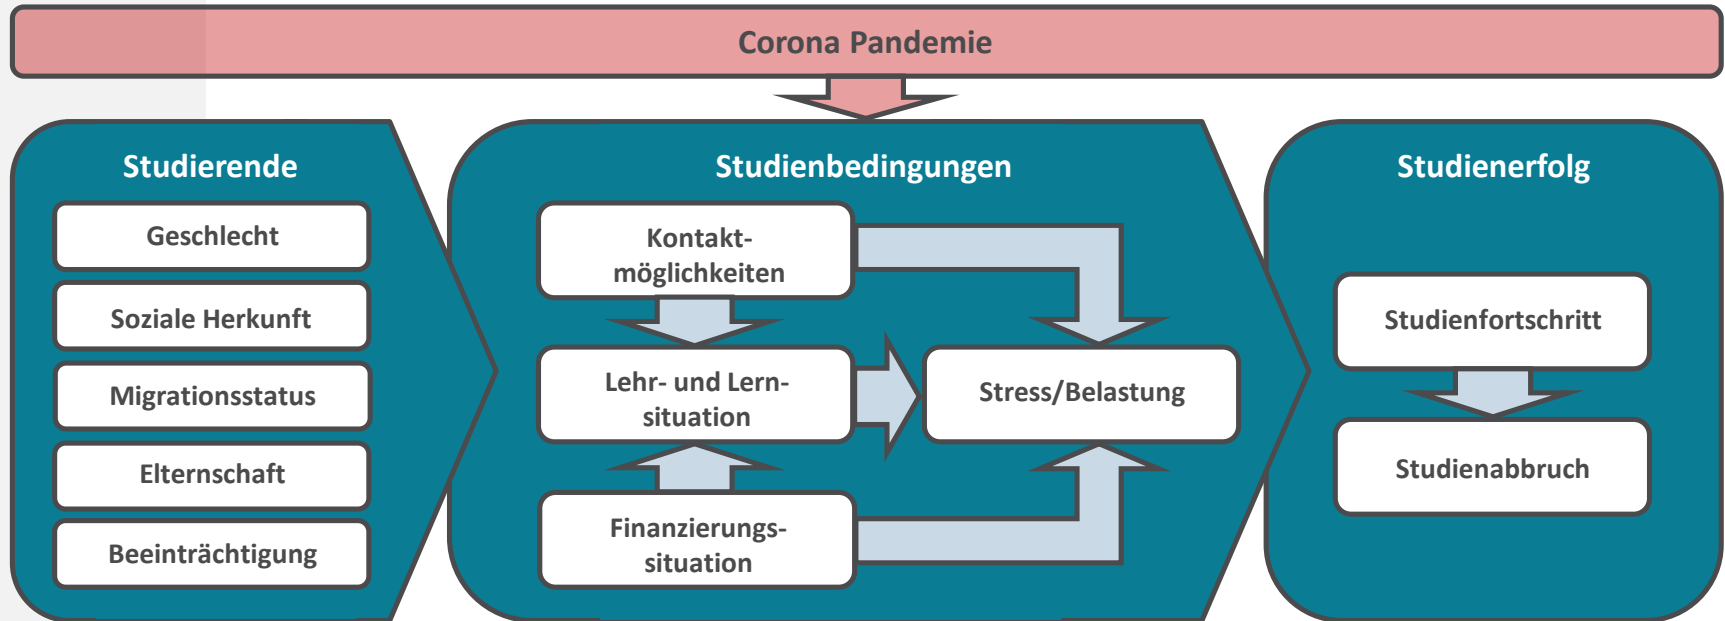 Corona Pandemie
Studierende
Geschlecht
Soziale Herkunft
Migrationsstatus
Elternschaft
Beeinträchtigung
Studienbedingungen
Kontakt-
möglichkeiten
Lehr- und Lern-
situation
Finanzierungs-
situation
Stress/Belastung
Studienerfolg
Studienfortschritt
Studienabbruch